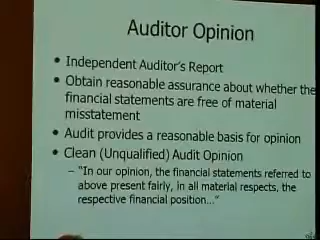 Auditor Opinion
• Independent Auditor's Report
• Obtain reasonable assurance about whether the
financial statements are free of material
misstatement
• Audit provides a reasonable basis for opinion
• Clean (Unqualified) Audit Opinion
– "In our opinion, the financial statements referred to
above present fairly, in all material respects, the
respective financial position..."